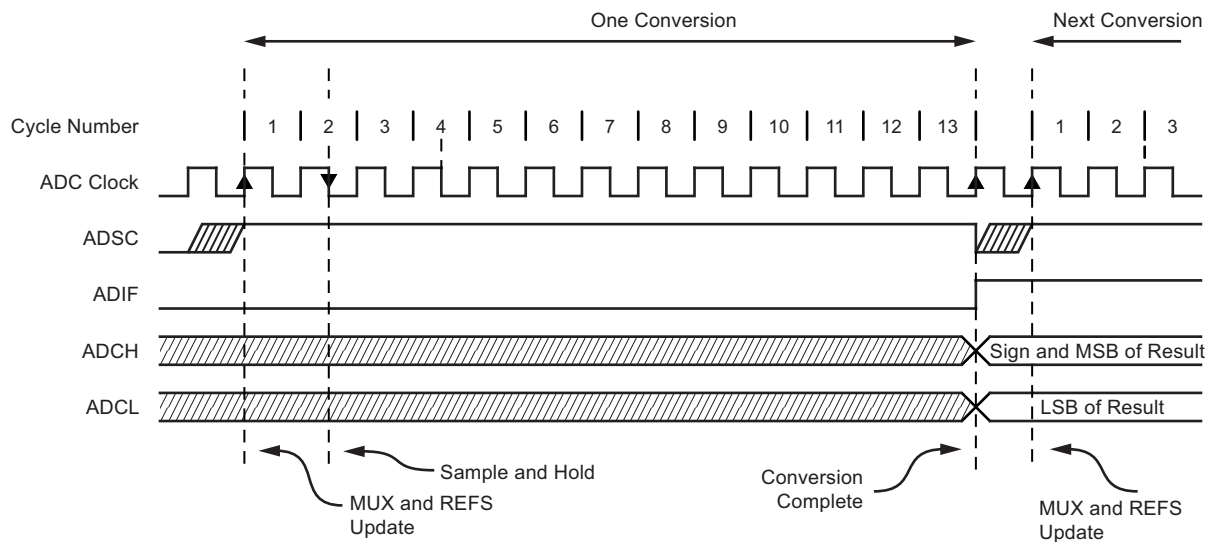 One Conversion
Next Conversion
Cycle Number 1 2 3 4 5 6 7 8 9 10 11 12 13 1 2 3
ADC Clock
ADSC
ADIF
ADCH
Sign and MSB of Result
ADCL
LSB of Result
Sample and Hold
MUX and REFS
Update
Conversion
Complete
MUX and REFS
Update